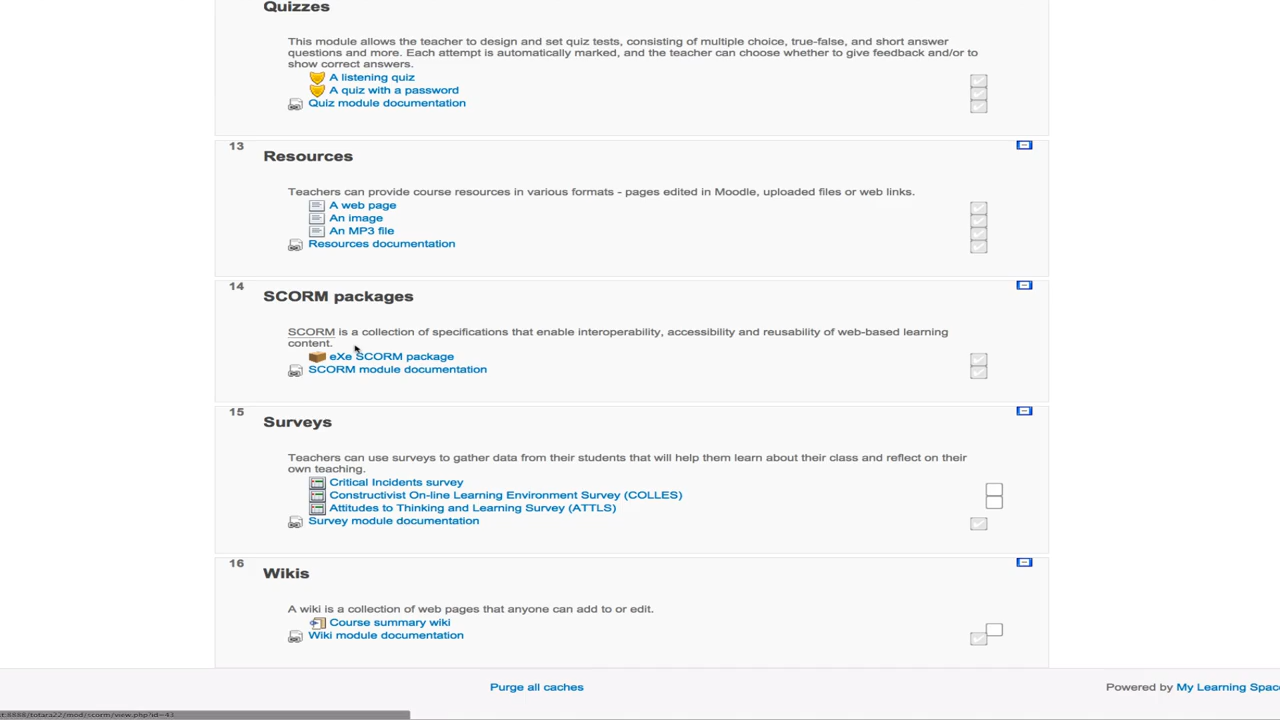 Quizzes
This module allows the teacher to design and set quiz tests, consisting of multiple choice, true-false, and short answer
questions and more. Each attempt is automatically marked, and the teacher can choose whether to give feedback and/or to
show correct answers.
A listening quiz
A quiz with a password
Quiz module documentation
13
Resources
Teachers can provide course resources in various formats - pages edited in Moodle, uploaded files or web links.
A web page
An image
An MP3 file
Resources documentation
14
SCORM packages
SCORM is a collection of specifications that enable interoperability, accessibility and reusability of web-based learning
content.
eXe SCORM package
SCORM module documentation
15
Surveys
Teachers can use surveys to gather data from their students that will help them learn about their class and reflect on their
own teaching.
Critical Incidents survey
Constructivist On-line Learning Environment Survey (COLLES)
Attitudes to Thinking and Learning Survey (ATTLS)
Survey module documentation
16
Wikis
A wiki is a collection of web pages that anyone can add to or edit.
Course summary wiki
Wiki module documentation
Purge all caches
Powered by My Learning Spac
t:8888/totara22/mod/scorm/view.php?id=43